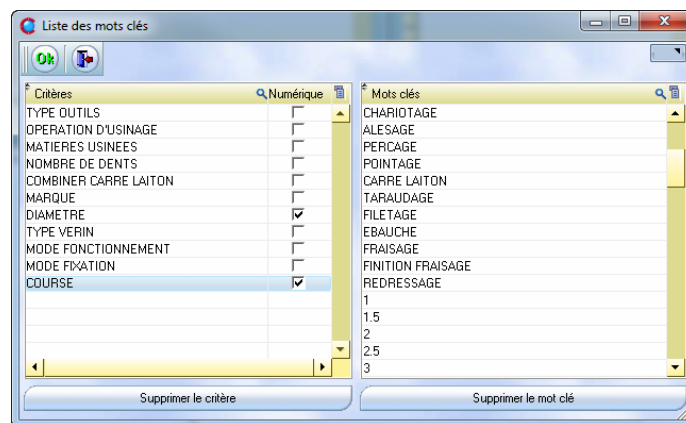 Liste des mots clés
Ok
Critères Numérique
TYPE OUTILS
OPERATION D'USINAGE
MATIERES USINEES
NOMBRE DE DENTS
COMBINER CARRE LAITON
MARQUE
DIAMETRE
TYPE VERIN
MODE FONCTIONNEMENT
MODE FIXATION
COURSE
Supprimer le critère
Mots clés
CHARIOTAGE
ALESAGE
PERCAGE
POINTAGE
CARRE LAITON
TARAUDAGE
FILETAGE
EBAUCHE
FRAISAGE
FINITION FRAISAGE
REDRESSAGE
1
1.5
2
2.5
3
Supprimer le mot clé